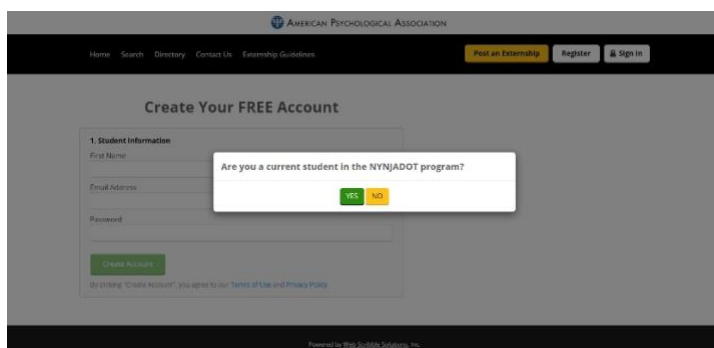 AMERICAN PSYCHOLOGICAL ASSOCIATION
Home Search Directory Contact Us Externship Guidelines Post an Externship Register Sign In
Create Your FREE Account
1. Student Information
First Name
Are you a current student in the NYNJADOT program?
Email Address
YES NO
Password
Create Account
By clicking "Create Account", you agree to our Terms of Use and Privacy Policy
Powered by Web Scribble Solutions, Inc.